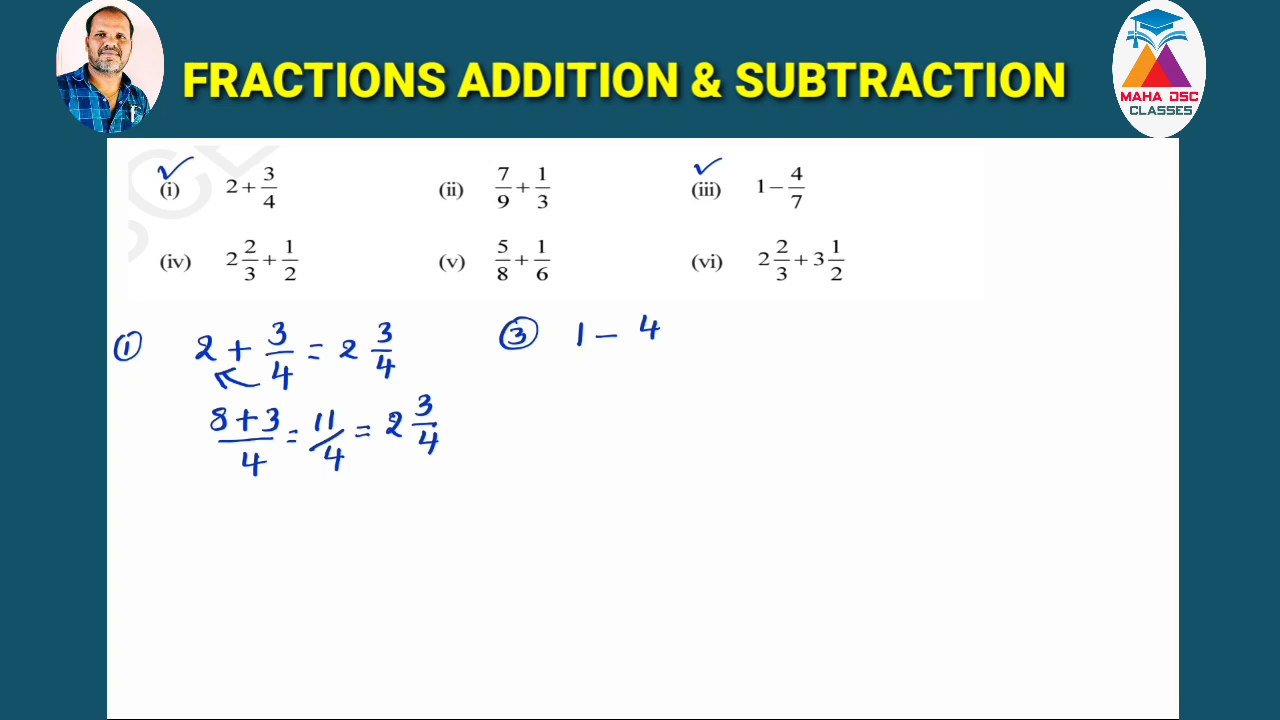 FRACTIONS ADDITION & SUBTRACTION
MAHA DSC
CLASSES
(i) 2 + 3/4 (ii) 7/9 + 1/3 (iii) 1 − 4/7
(iv) 2 2/3 + 1/2 (v) 5/8 + 1/6 (vi) 2 2/3 + 3 1/2
① 2 + 3/4 = 2 3/4 ③ 1 − 4
8 + 3/4 = 11/4 = 2 3/4